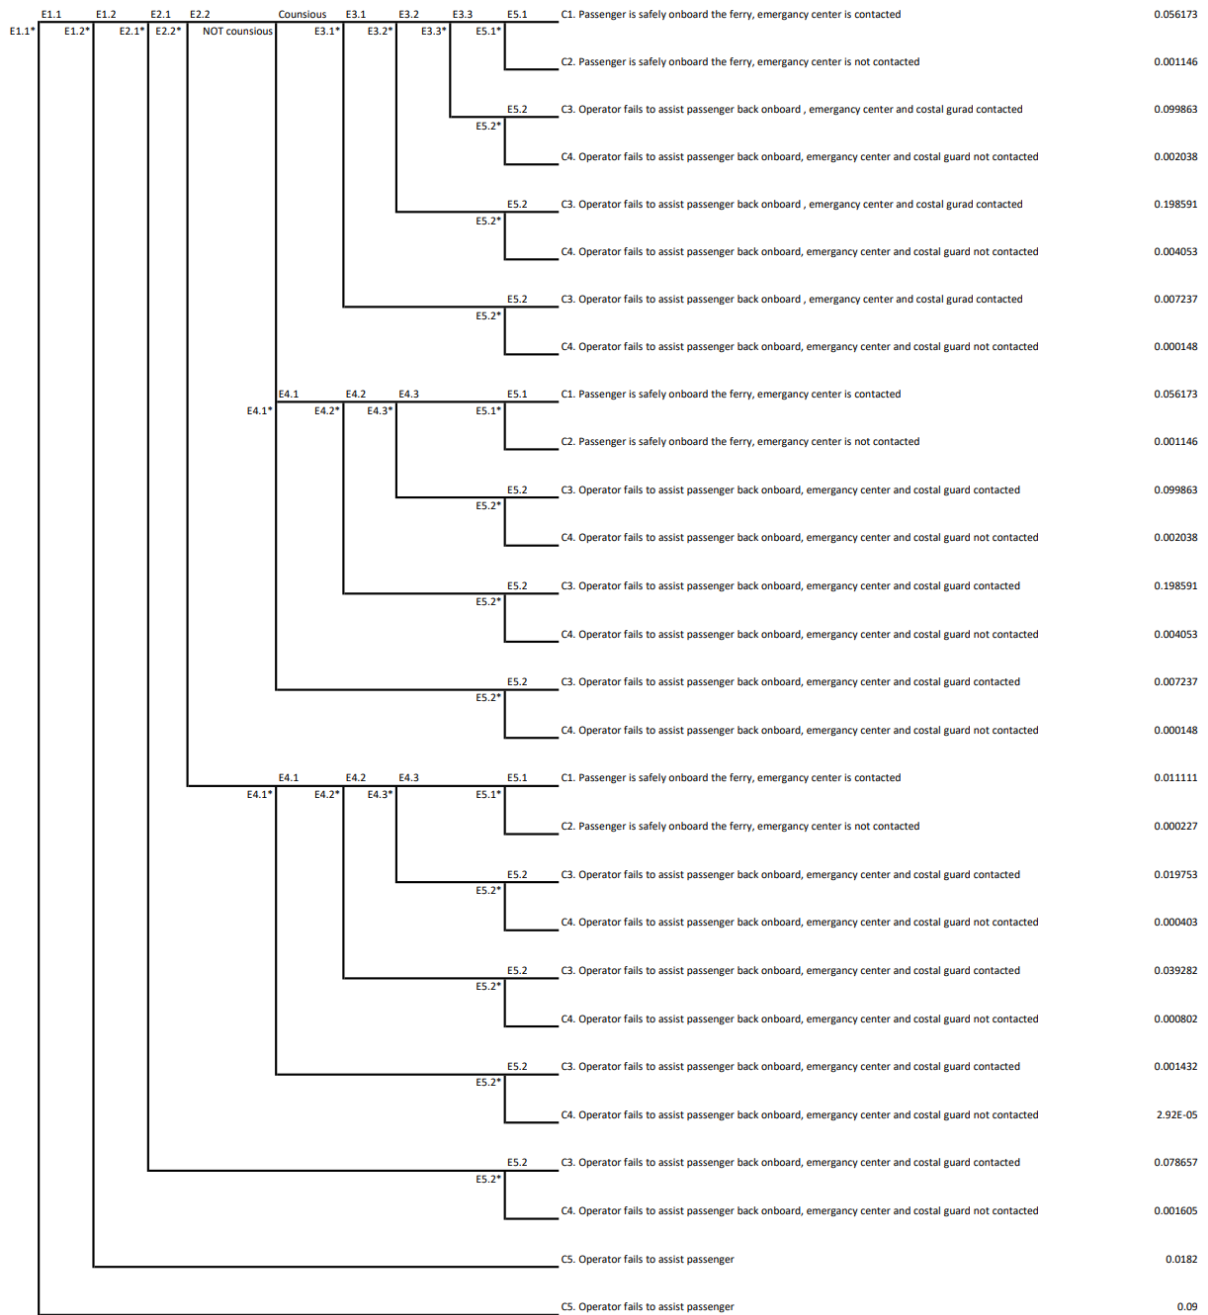 E1.1 E1.2 E2.1 E2.2 Counsious E3.1 E3.2 E3.3 E5.1 C1. Passenger is safely onboard the ferry, emergancy center is contacted 0.056173
E1.1* E1.2* E2.1* E2.2* NOT counsious E3.1* E3.2* E3.3* E5.1*
C2. Passenger is safely onboard the ferry, emergancy center is not contacted 0.001146
E5.2 C3. Operator fails to assist passenger back onboard , emergancy center and costal gurad contacted 0.099863
E5.2*
C4. Operator fails to assist passenger back onboard, emergancy center and costal guard not contacted 0.002038
E5.2 C3. Operator fails to assist passenger back onboard , emergancy center and costal gurad contacted 0.198591
E5.2*
C4. Operator fails to assist passenger back onboard, emergancy center and costal guard not contacted 0.004053
E5.2 C3. Operator fails to assist passenger back onboard , emergancy center and costal gurad contacted 0.007237
E5.2*
C4. Operator fails to assist passenger back onboard, emergancy center and costal guard not contacted 0.000148
E4.1 E4.2 E4.3 E5.1 C1. Passenger is safely onboard the ferry, emergancy center is contacted 0.056173
E4.1* E4.2* E4.3* E5.1*
C2. Passenger is safely onboard the ferry, emergancy center is not contacted 0.001146
E5.2 C3. Operator fails to assist passenger back onboard, emergancy center and costal guard contacted 0.099863
E5.2*
C4. Operator fails to assist passenger back onboard, emergancy center and costal guard not contacted 0.002038
E5.2 C3. Operator fails to assist passenger back onboard, emergancy center and costal guard contacted 0.198591
E5.2*
C4. Operator fails to assist passenger back onboard, emergancy center and costal guard not contacted 0.004053
E5.2 C3. Operator fails to assist passenger back onboard, emergancy center and costal guard contacted 0.007237
E5.2*
C4. Operator fails to assist passenger back onboard, emergancy center and costal guard not contacted 0.000148
E4.1 E4.2 E4.3 E5.1 C1. Passenger is safely onboard the ferry, emergancy center is contacted 0.011111
E4.1* E4.2* E4.3* E5.1*
C2. Passenger is safely onboard the ferry, emergancy center is not contacted 0.000227
E5.2 C3. Operator fails to assist passenger back onboard, emergancy center and costal guard contacted 0.019753
E5.2*
C4. Operator fails to assist passenger back onboard, emergancy center and costal guard not contacted 0.000403
E5.2 C3. Operator fails to assist passenger back onboard, emergancy center and costal guard contacted 0.039282
E5.2*
C4. Operator fails to assist passenger back onboard, emergancy center and costal guard not contacted 0.000802
E5.2 C3. Operator fails to assist passenger back onboard, emergancy center and costal guard contacted 0.001432
E5.2*
C4. Operator fails to assist passenger back onboard, emergancy center and costal guard not contacted 2.92E-05
E5.2 C3. Operator fails to assist passenger back onboard, emergancy center and costal guard contacted 0.078657
E5.2*
C4. Operator fails to assist passenger back onboard, emergancy center and costal guard not contacted 0.001605
C5. Operator fails to assist passenger 0.0182
C5. Operator fails to assist passenger 0.09